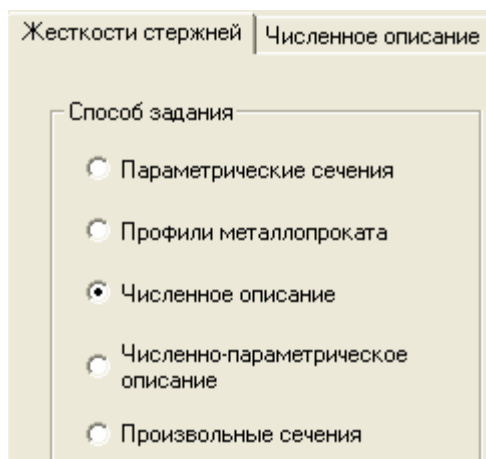 Жесткости стержней Численное описание
Способ задания
Параметрические сечения
Профили металлопроката
Численное описание
Численно-параметрическое
описание
Произвольные сечения